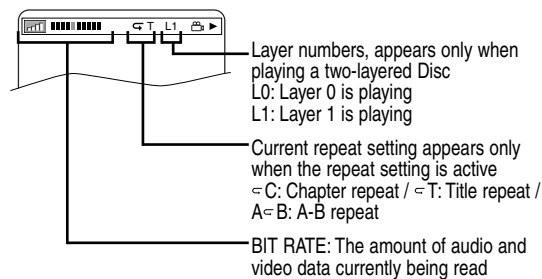 T L1
Layer numbers, appears only when
playing a two-layered Disc
L0: Layer 0 is playing
L1: Layer 1 is playing
Current repeat setting appears only
when the repeat setting is active
C: Chapter repeat / T: Title repeat /
A B: A-B repeat
BIT RATE: The amount of audio and
video data currently being read